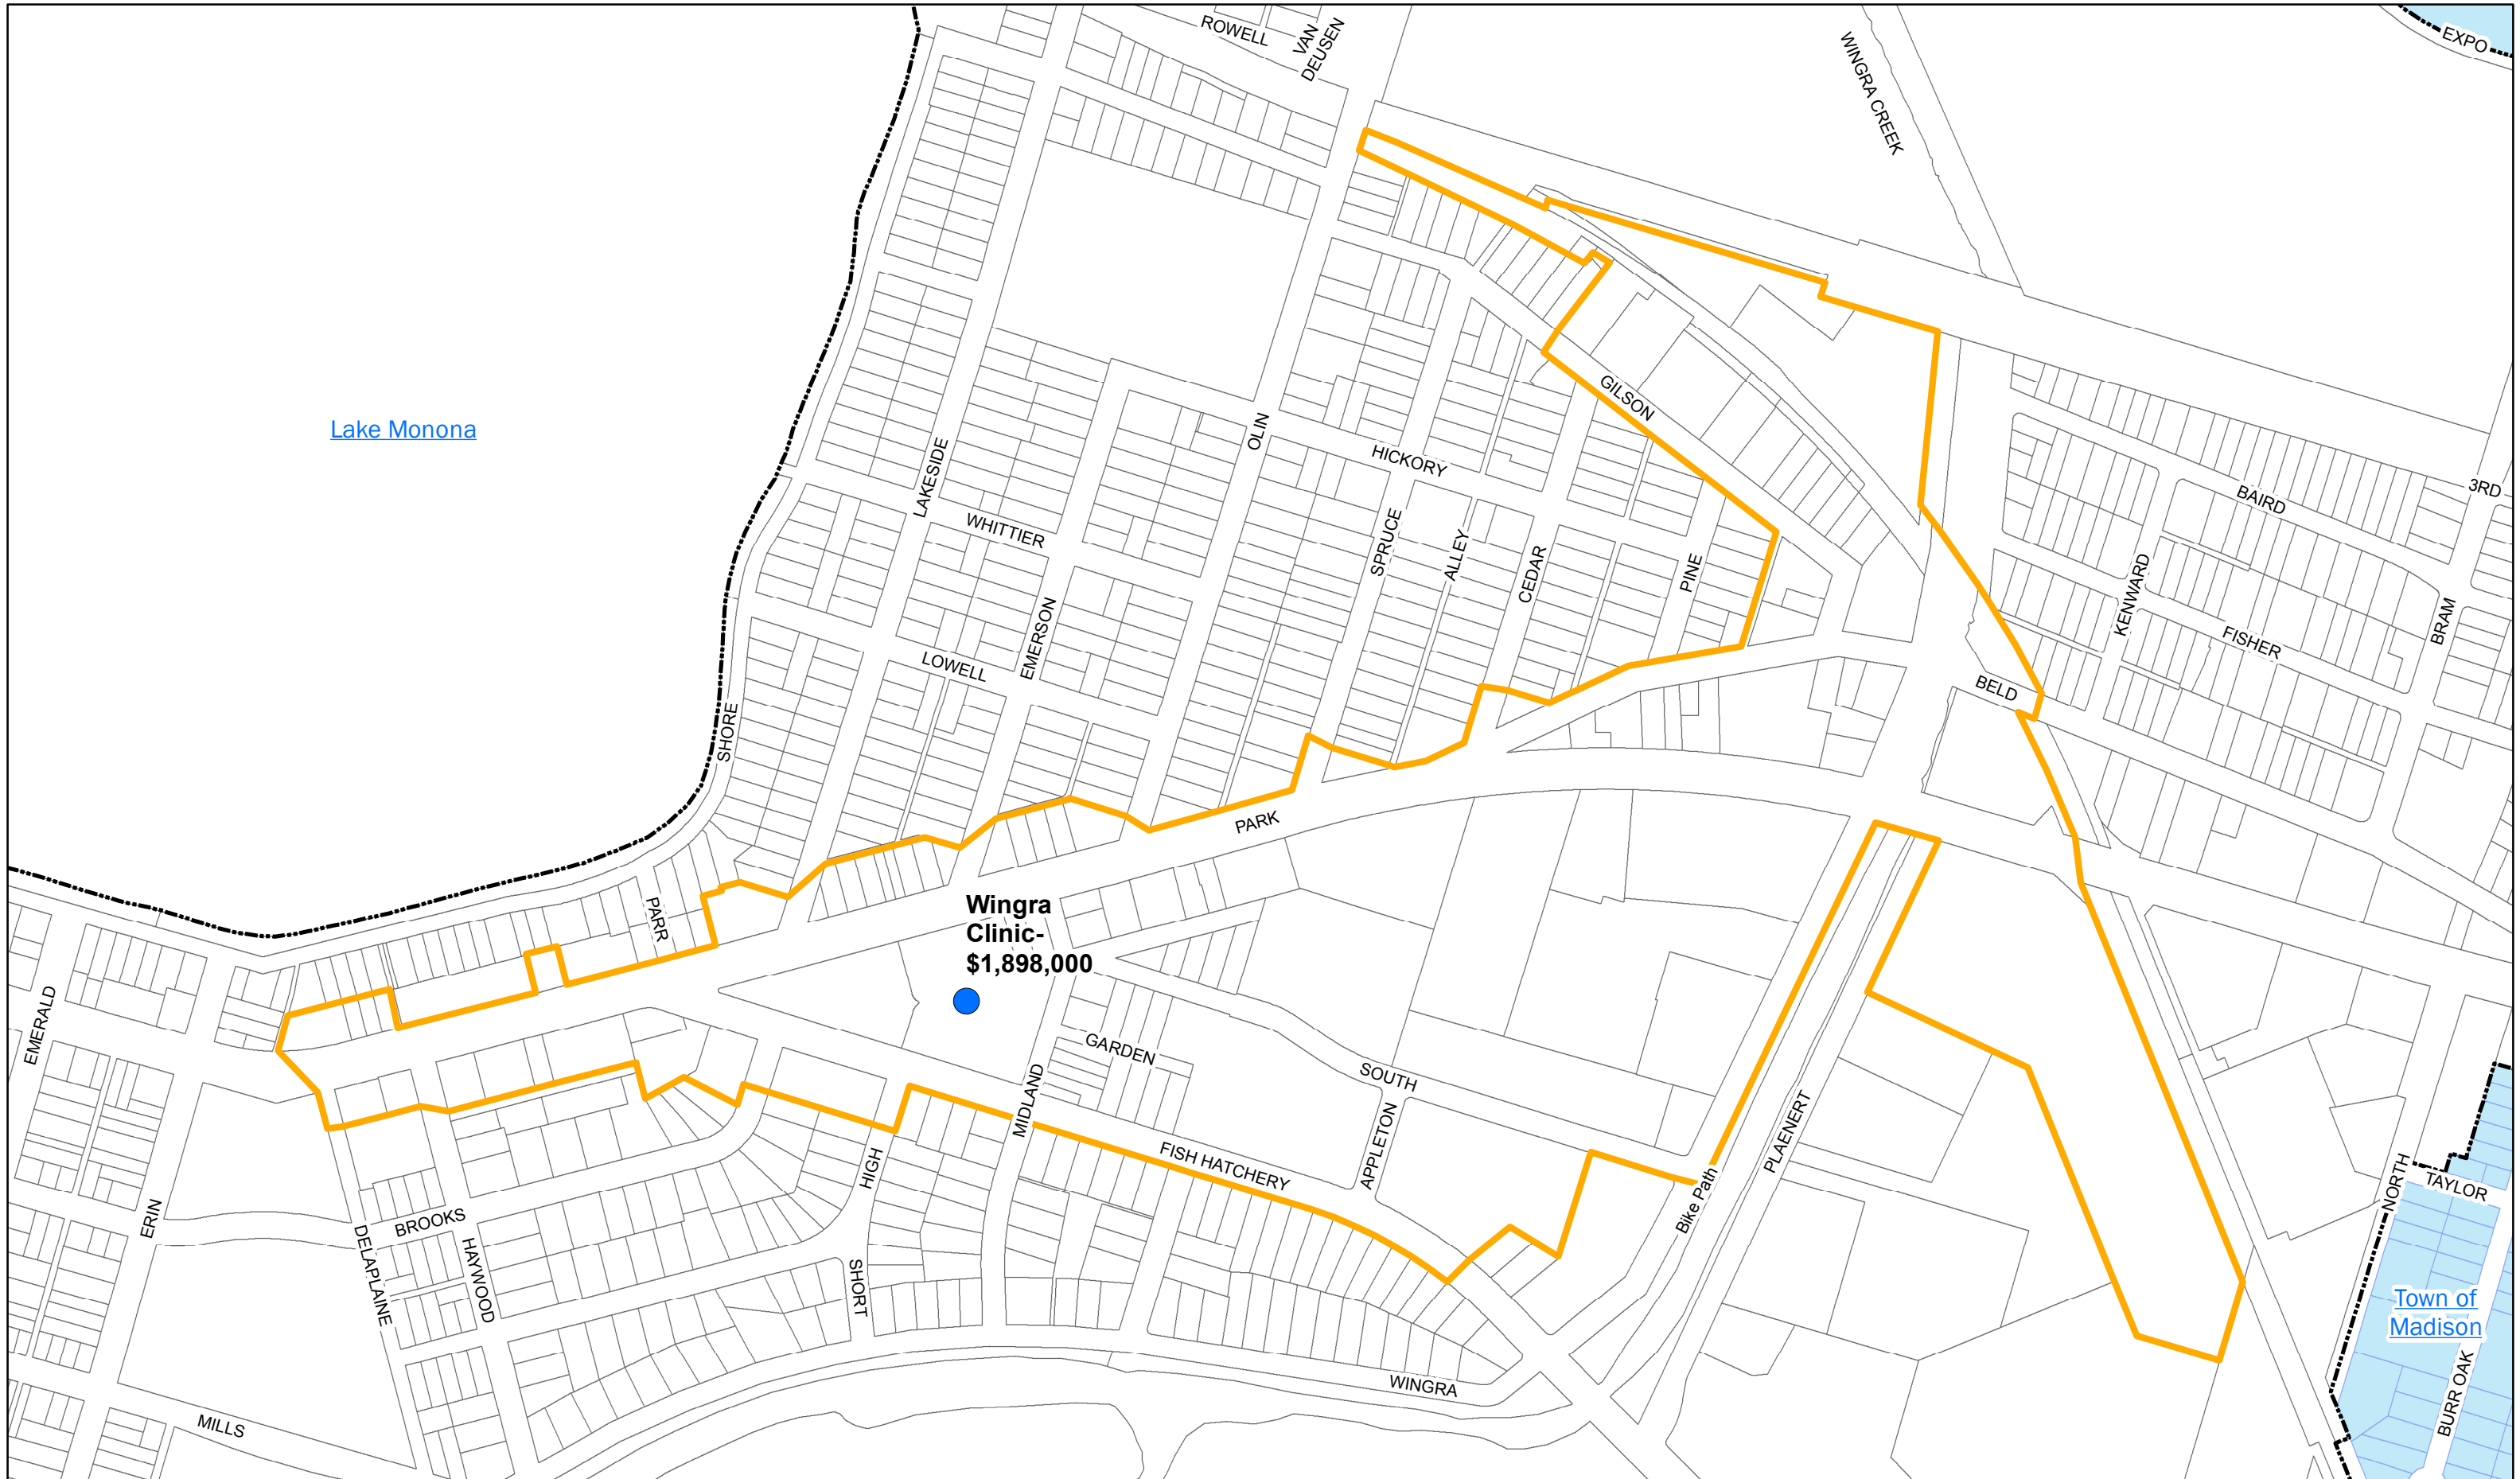 ROWELL
VAN
DEUSEN
WINGRA CREEK
EXPO
Lake Monona
GILSON
OLIN
HICKORY
LAKESIDE
WHITTIER
3RD
BAIRD
SPRUCE
ALLEY
CEDAR
PINE
KENWARD
FISHER
BRAM
EMERSON
LOWELL
BELD
SHORE
PARK
PARR
Wingra
Clinic-
$1,898,000
EMERALD
GARDEN
SOUTH
MIDLAND
APPLETON
PLAENERT
FISH HATCHERY
HIGH
Bike Path
NORTH
TAYLOR
ERIN
BROOKS
DELAPLAINE
HAYWOOD
SHORT
Town of
Madison
WINGRA
BURR OAK
MILLS